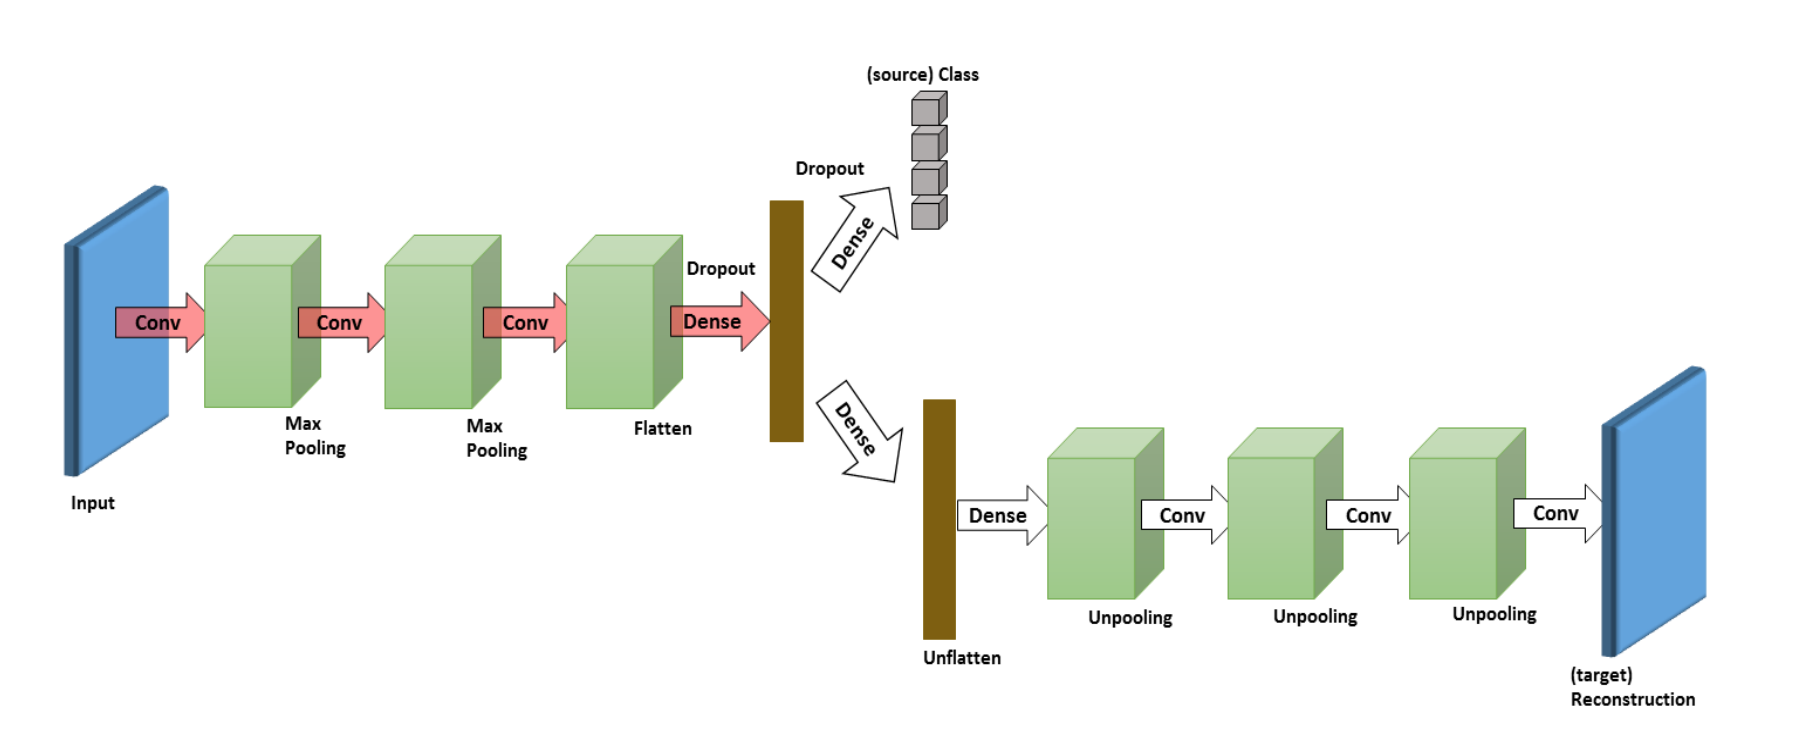 (source) Class
Dropout
Dense
Dropout
Conv
Conv
Conv
Dense
Max
Pooling
Max
Pooling
Flatten
Input
Dense
Dense
Conv
Conv
Conv
Unpooling
Unpooling
Unpooling
Unflatten
(target)
Reconstruction